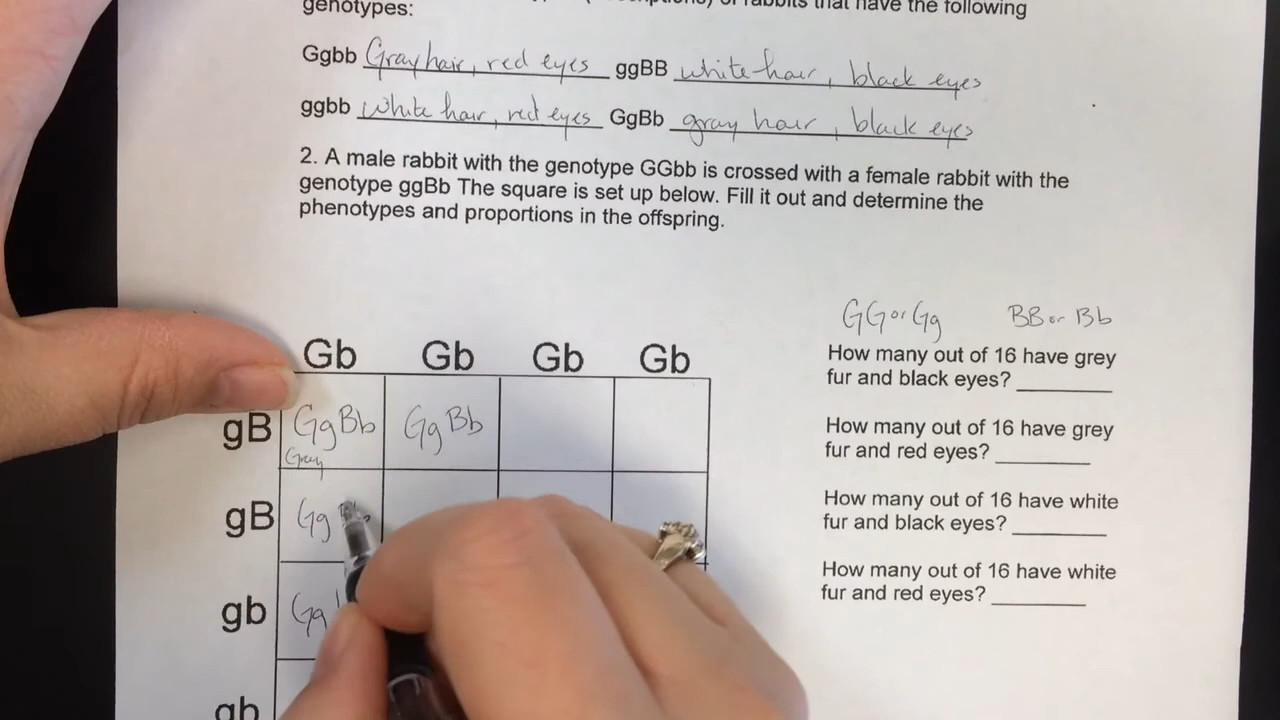 rabbits that have the following
genotypes:
Ggbb Gray hair, red eyes ggBB white hair, black eyes
ggbb white hair, red eyes GgBb gray hair, black eyes
2. A male rabbit with the genotype GGbb is crossed with a female rabbit with the
genotype ggBb The square is set up below. Fill it out and determine the
phenotypes and proportions in the offspring.
GG or Gg BB or Bb
How many out of 16 have grey
fur and black eyes?
How many out of 16 have grey
fur and red eyes?
How many out of 16 have white
fur and black eyes?
How many out of 16 have white
fur and red eyes?
Gb Gb Gb Gb
gB GgBb GgBb
Gray
gB Gg
gb Gg
gb